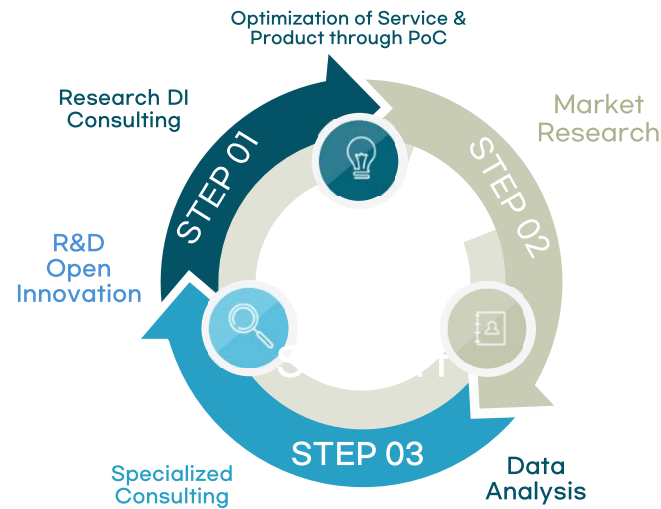 Optimization of Service &
Product through PoC
Research DI
Consulting
Market
Research
STEP 01
STEP 02
R&D
Open
Innovation
STEP 03
Data
Analysis
Specialized
Consulting